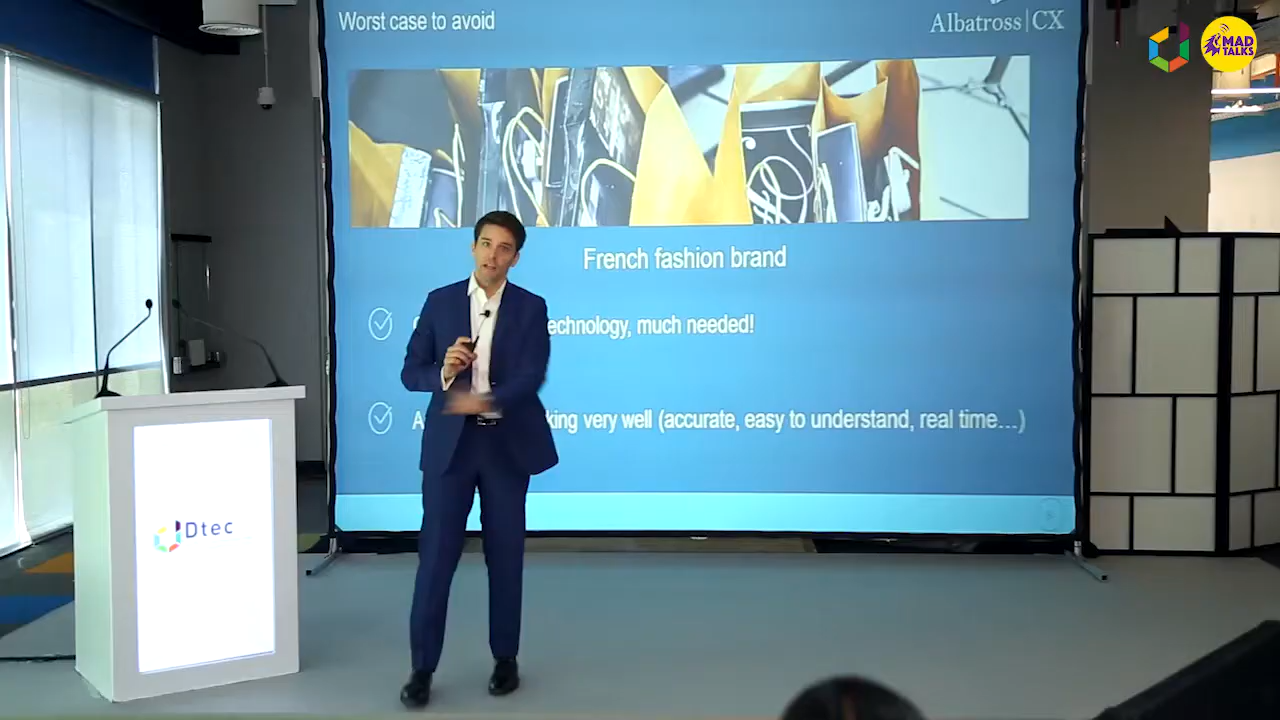 Worst case to avoid
Albatross|CX
MAD
TALKS
French fashion brand
echnology, much needed!
king very well (accurate, easy to understand, real time...)
Dtec